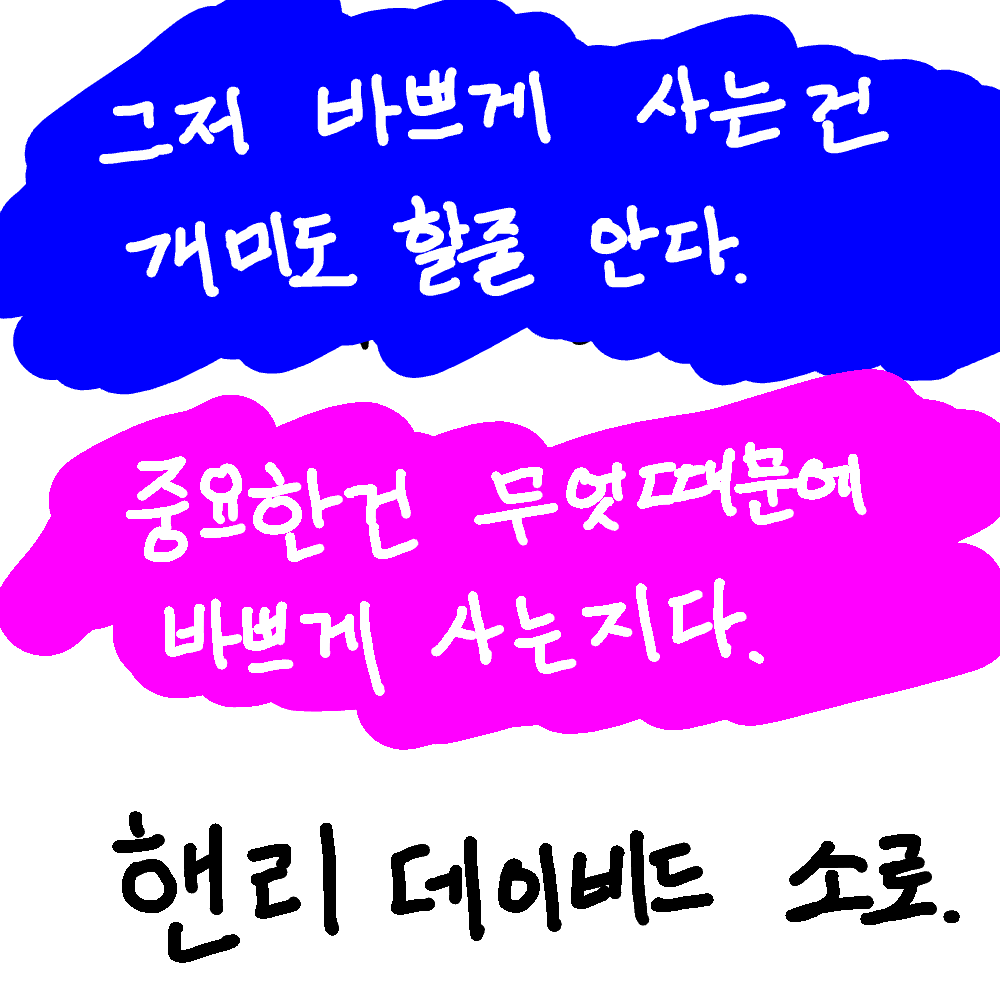 그저 바쁘게 사는건
개미도 할줄 안다.
중요한건 무엇때문에
바쁘게 사는지다.
핸리 데이비드 소로.